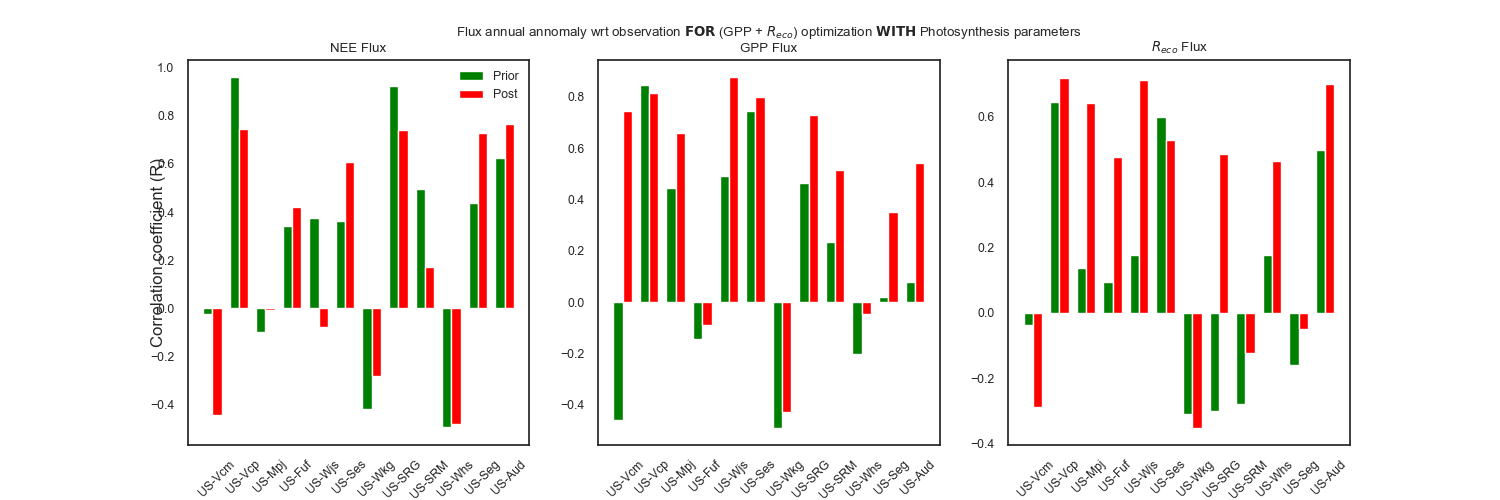 Flux annual annomaly wrt observation FOR (GPP + R_eco) optimization WITH Photosynthesis parameters
NEE Flux
GPP Flux
R_eco Flux
Correlation coefficient (R)
1.0
0.8
0.6
0.4
0.2
0.0
−0.2
−0.4
Prior
Post
US-Vcm
US-Vcp
US-Mpj
US-Fuf
US-Wjs
US-Ses
US-Wkg
US-SRG
US-SRM
US-Whs
US-Seg
US-Aud
0.8
0.6
0.4
0.2
0.0
−0.2
−0.4
US-Vcm
US-Vcp
US-Mpj
US-Fuf
US-Wjs
US-Ses
US-Wkg
US-SRG
US-SRM
US-Whs
US-Seg
US-Aud
0.6
0.4
0.2
0.0
−0.2
−0.4
US-Vcm
US-Vcp
US-Mpj
US-Fuf
US-Wjs
US-Ses
US-Wkg
US-SRG
US-SRM
US-Whs
US-Seg
US-Aud